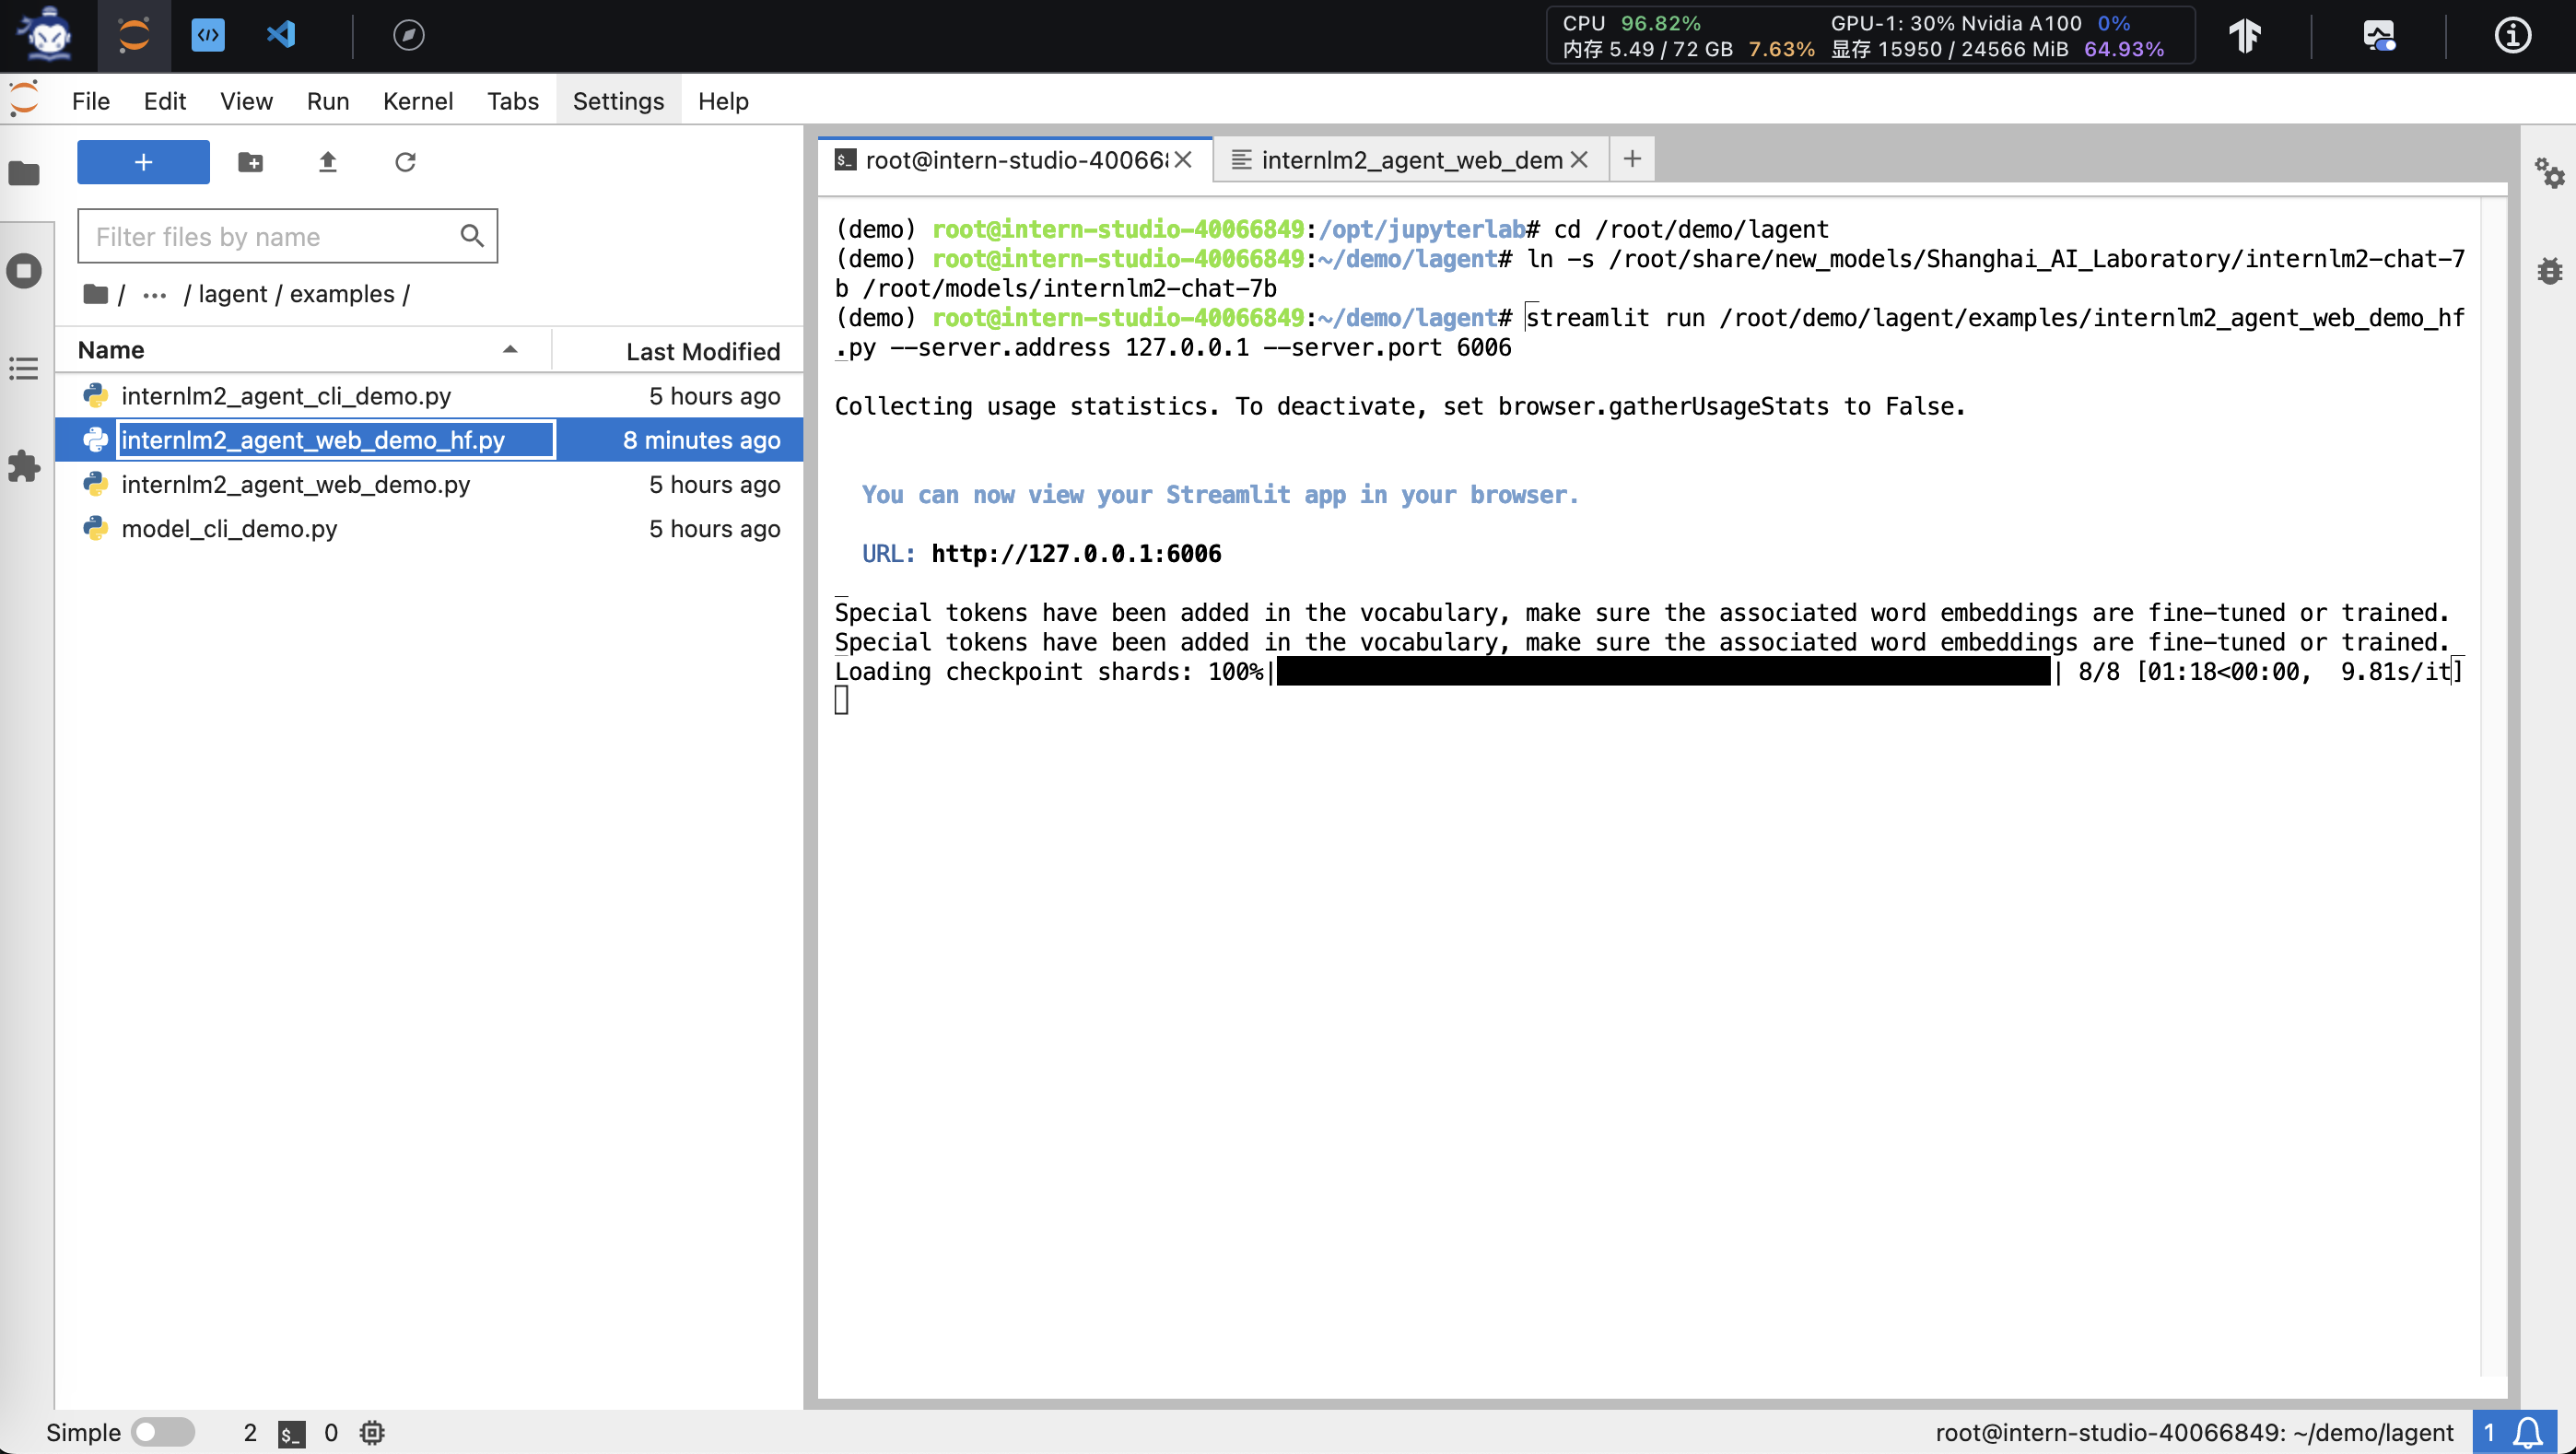 CPU 96.82% GPU-1: 30% Nvidia A100 0%
内存 5.49 / 72 GB 7.63% 显存 15950 / 24566 MiB 64.93%
File Edit View Run Kernel Tabs Settings Help
+
root@intern-studio-40066 internlm2_agent_web_dem
Filter files by name
/ ··· / lagent / examples /
Name Last Modified
internlm2_agent_cli_demo.py 5 hours ago
internlm2_agent_web_demo_hf.py 8 minutes ago
internlm2_agent_web_demo.py 5 hours ago
model_cli_demo.py 5 hours ago
(demo) root@intern-studio-40066849:/opt/jupyterlab# cd /root/demo/lagent
(demo) root@intern-studio-40066849:~/demo/lagent# ln -s /root/share/new_models/Shanghai_AI_Laboratory/internlm2-chat-7
b /root/models/internlm2-chat-7b
(demo) root@intern-studio-40066849:~/demo/lagent# streamlit run /root/demo/lagent/examples/internlm2_agent_web_demo_hf
.py --server.address 127.0.0.1 --server.port 6006
Collecting usage statistics. To deactivate, set browser.gatherUsageStats to False.
You can now view your Streamlit app in your browser.
URL: http://127.0.0.1:6006
Special tokens have been added in the vocabulary, make sure the associated word embeddings are fine-tuned or trained.
Special tokens have been added in the vocabulary, make sure the associated word embeddings are fine-tuned or trained.
Loading checkpoint shards: 100%|██████████| 8/8 [01:18<00:00, 9.81s/it]
Simple 2 $_ 0 root@intern-studio-40066849: ~/demo/lagent 1